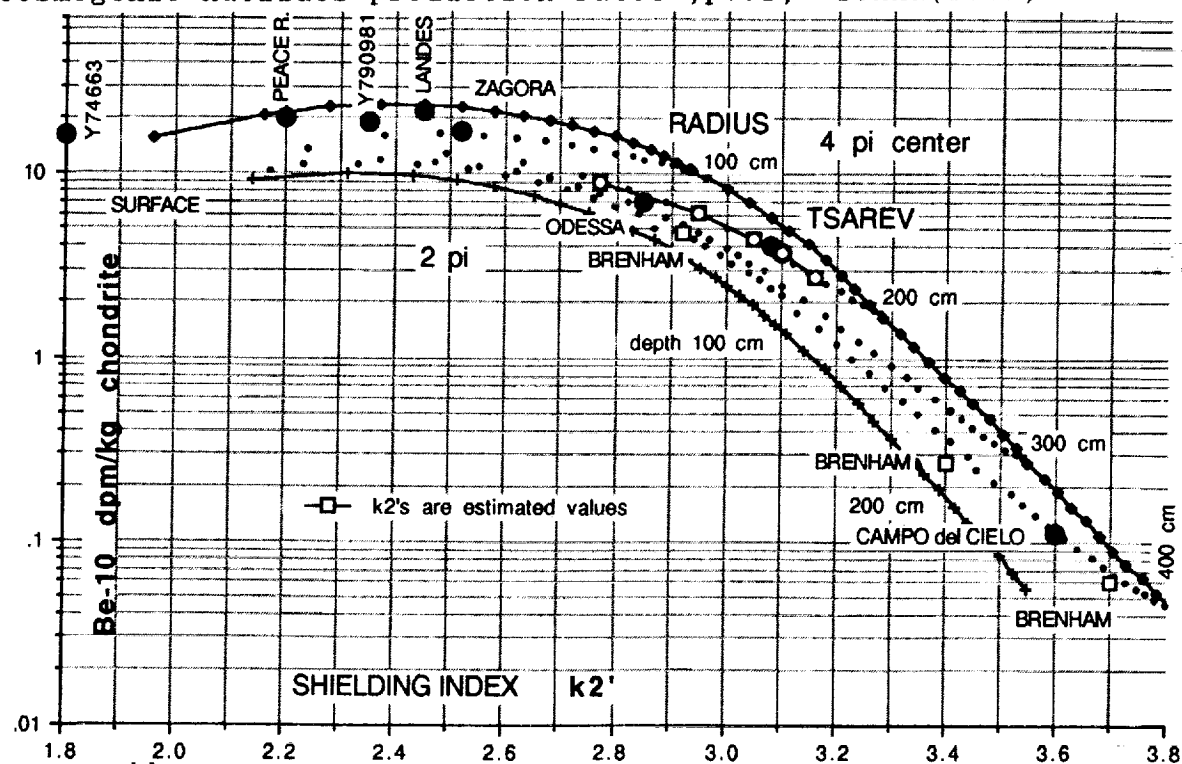 Y74663
PEACE R.
Y790981
LANDES
ZAGORA
RADIUS
4 pi center
100 cm
10
SURFACE
TSAREV
ODESSA
2 pi
BRENHAM
200 cm
depth 100 cm
1
Be-10 dpm/kg chondrite
300 cm
BRENHAM
k2's are estimated values
200 cm
CAMPO del CIELO
400 cm
.1
BRENHAM
SHIELDING INDEX k2'
.01
1.8 2.0 2.2 2.4 2.6 2.8 3.0 3.2 3.4 3.6 3.8